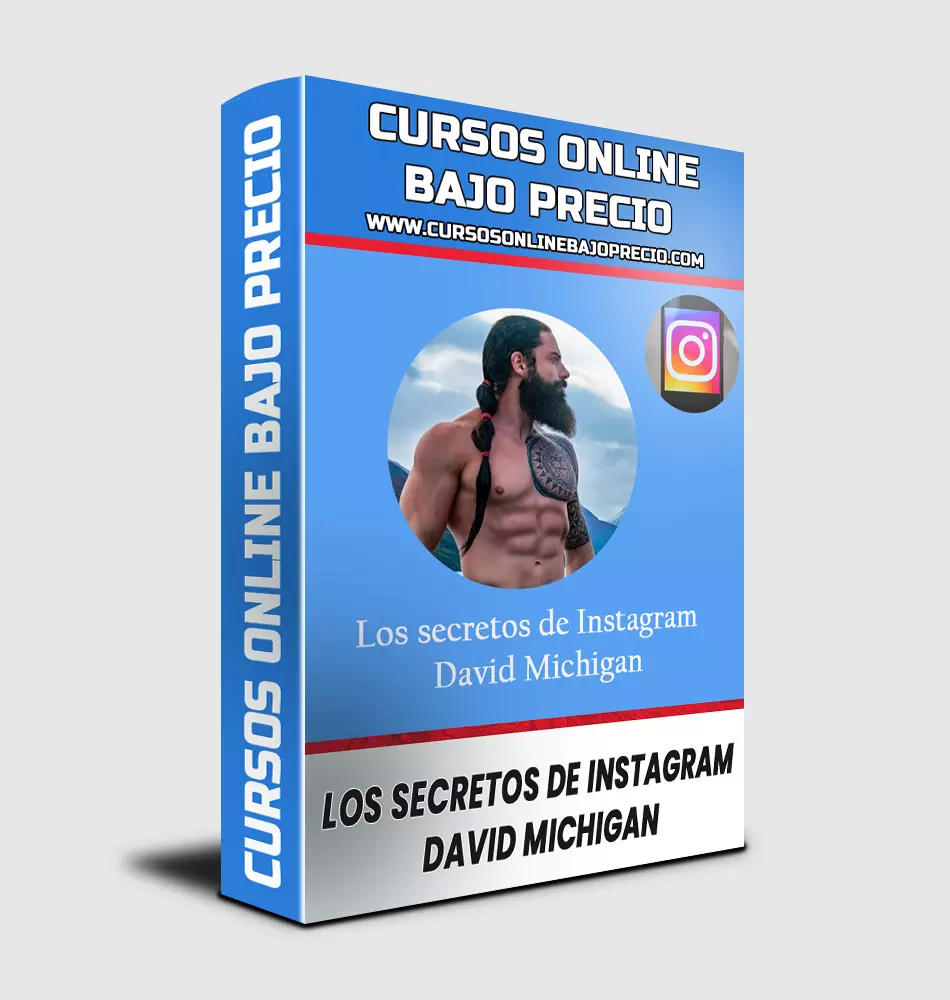 CURSOS ONLINE BAJO PRECIO
CURSOS ONLINE
BAJO PRECIO
WWW.CURSOSONLINEBAJOPRECIO.COM
Los secretos de Instagram
David Michigan
LOS SECRETOS DE INSTAGRAM
DAVID MICHIGAN